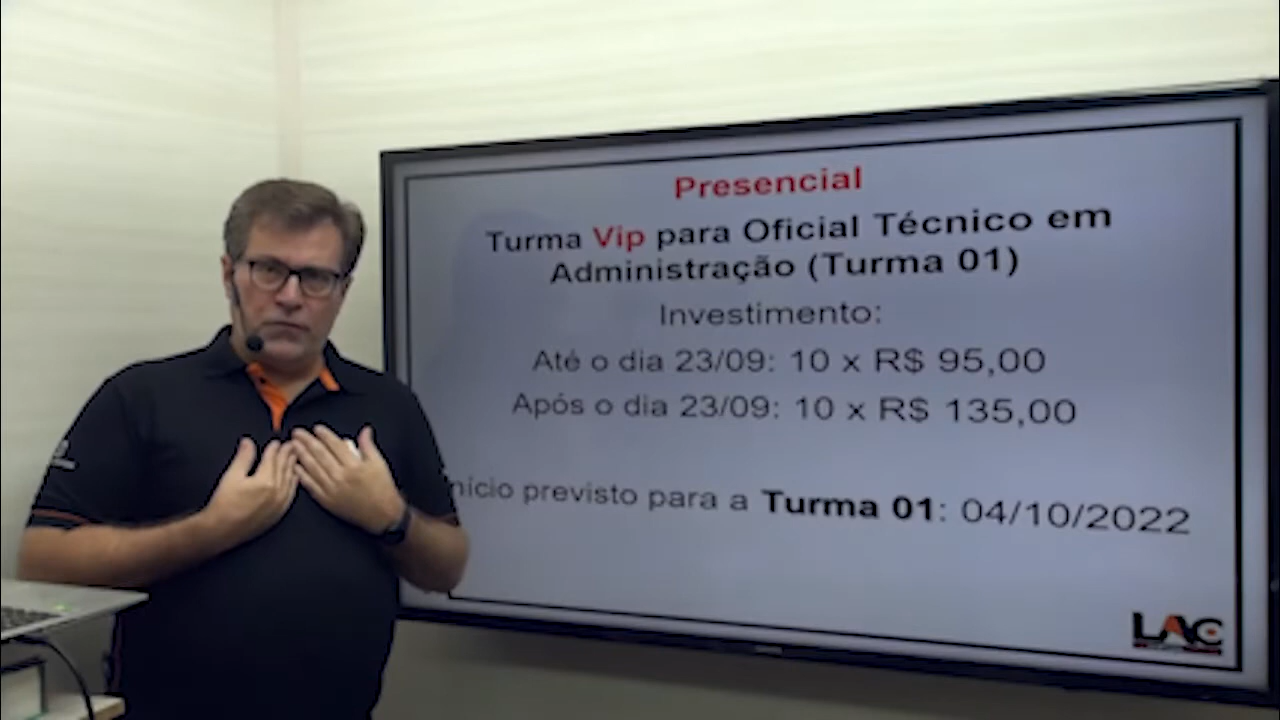 Presencial
Turma Vip para Oficial Técnico em
Administração (Turma 01)
Investimento:
Até o dia 23/09: 10 x R$ 95,00
Após o dia 23/09: 10 x R$ 135,00
nício previsto para a Turma 01: 04/10/2022
LAC